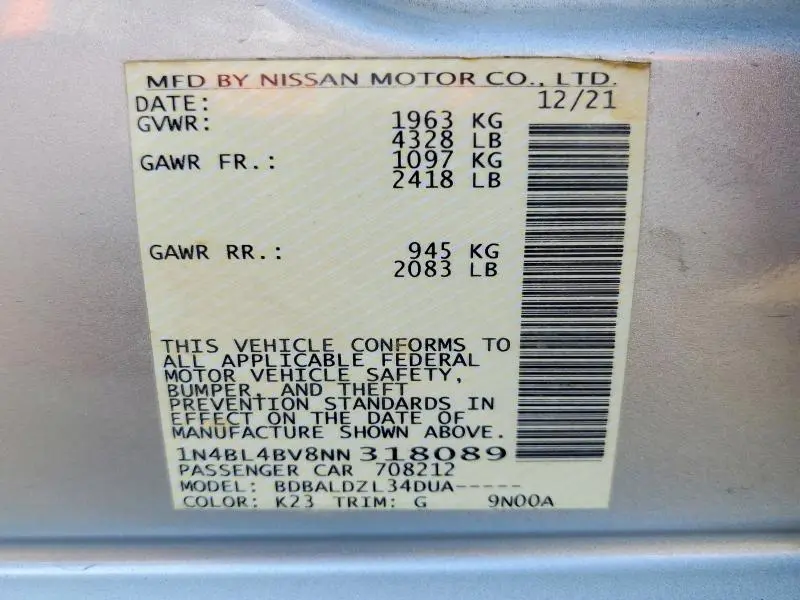 MFD BY NISSAN MOTOR CO., LTD.
DATE: 12/21
GVWR: 1963 KG
4328 LB
GAWR FR.: 1097 KG
2418 LB
GAWR RR.: 945 KG
2083 LB
THIS VEHICLE CONFORMS TO
ALL APPLICABLE FEDERAL
MOTOR VEHICLE SAFETY,
BUMPER, AND THEFT
PREVENTION STANDARDS IN
EFFECT ON THE DATE OF
MANUFACTURE SHOWN ABOVE.
1N4BL4BV8NN318089
PASSENGER CAR 708212
MODEL: BDBALDZL34DUA-----
COLOR: K23 TRIM: G 9N00A